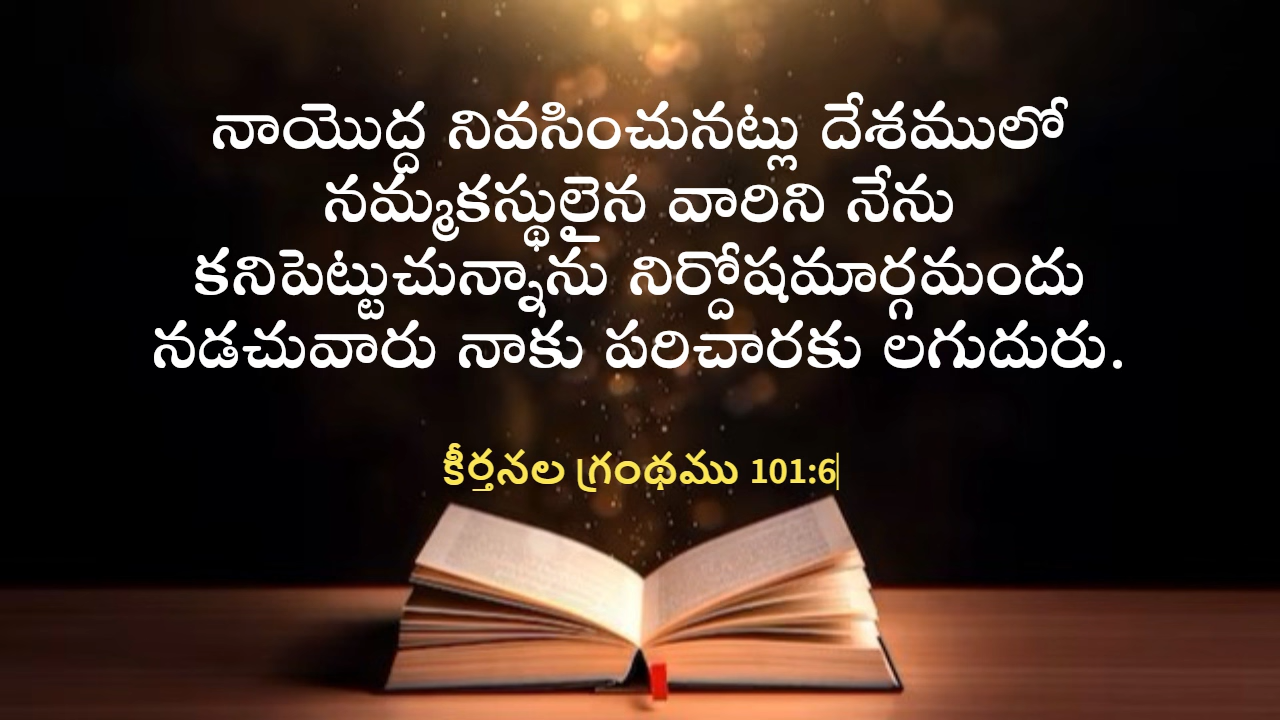 నాయొద్ద నివసించునట్లు దేశములో
నమ్మకస్థులైన వారిని నేను
కనిపెట్టుచున్నాను నిర్దోషమార్గమందు
నడచువారు నాకు పరిచారకు లగుదురు.
కీర్తనల గ్రంథము 101:6